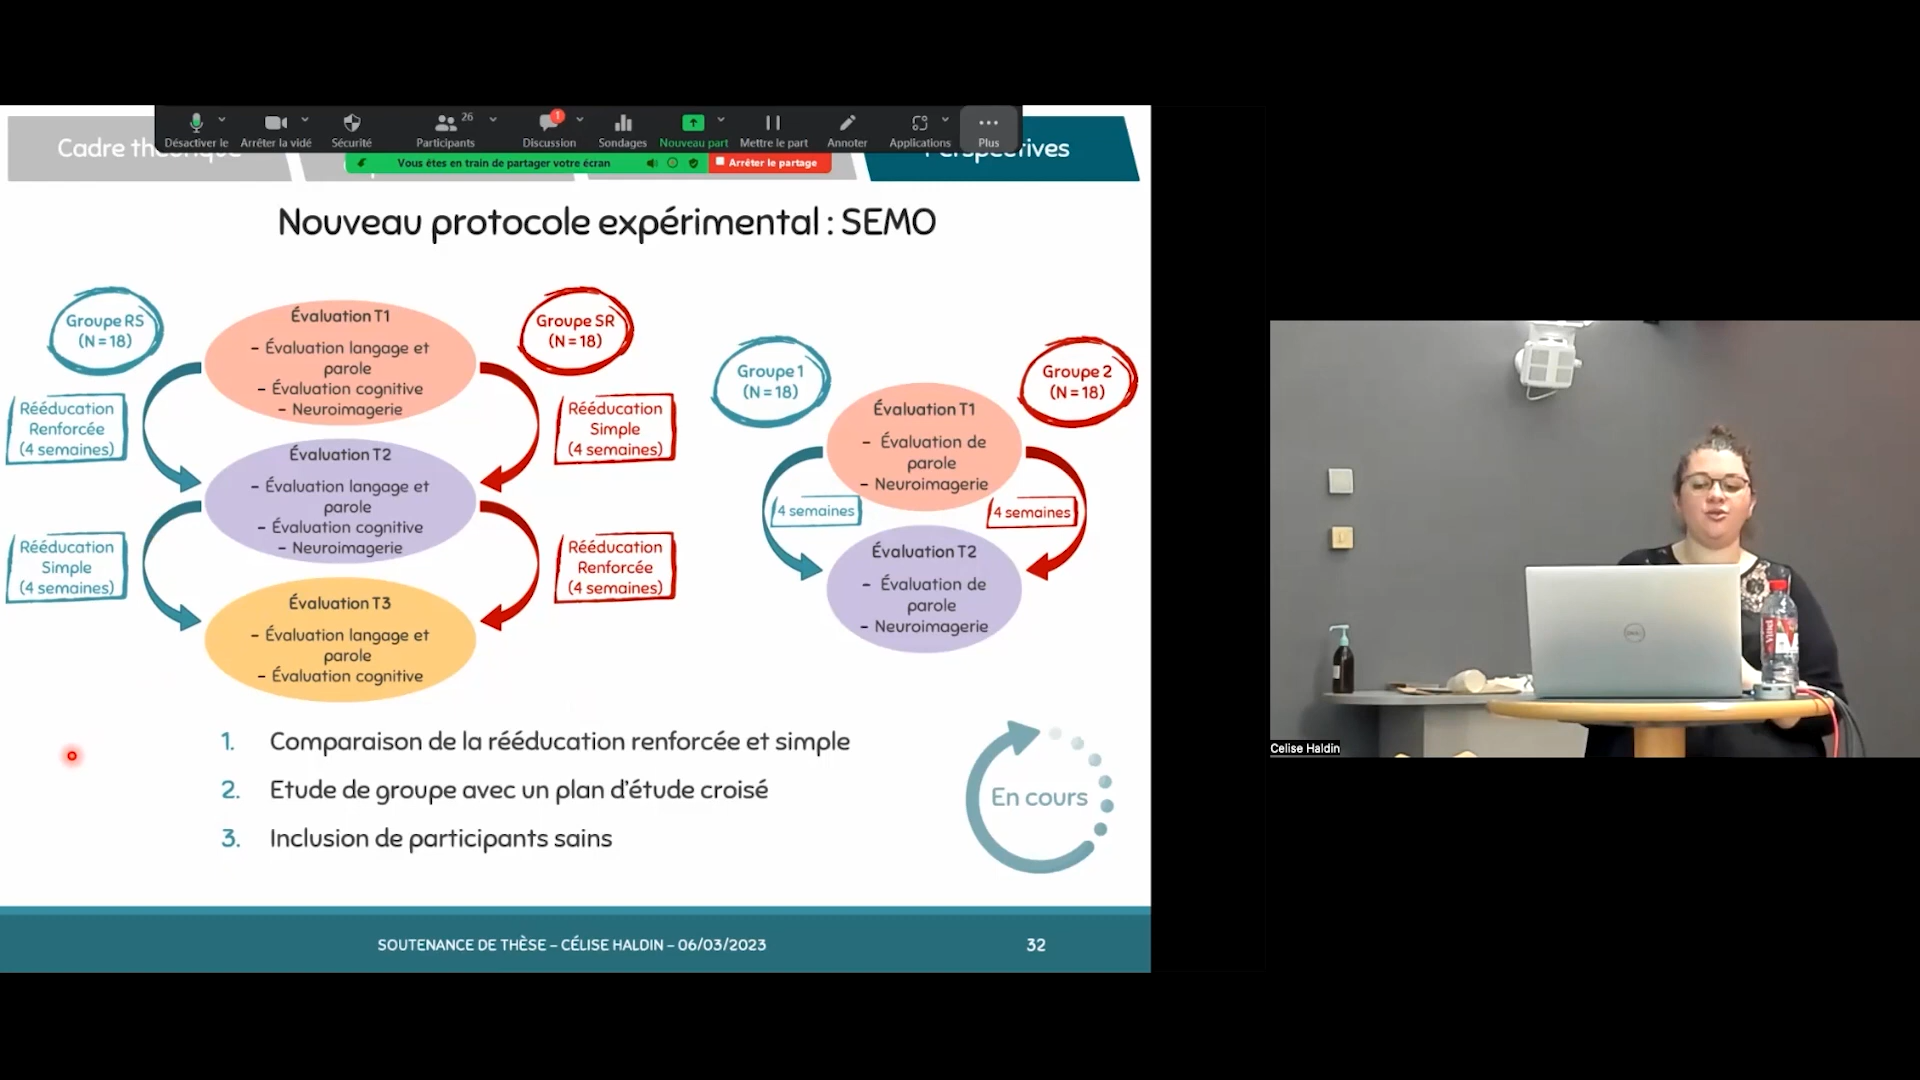 26
1
Désactiver le
Arrêter la vidé
Sécurité
Participants
Discussion
Sondages
Nouveau part
Mettre le part
Annoter
Applications
Plus
Vous êtes en train de partager votre écran
Arrêter le partage
Cadre théorique
Perspectives
Nouveau protocole expérimental : SEMO
Groupe RS
(N = 18)
Évaluation T1
- Évaluation langage et
parole
- Évaluation cognitive
- Neuroimagerie
Groupe SR
(N = 18)
Rééducation
Renforcée
(4 semaines)
Rééducation
Simple
(4 semaines)
Évaluation T2
- Évaluation langage et
parole
- Évaluation cognitive
- Neuroimagerie
Rééducation
Simple
(4 semaines)
Rééducation
Renforcée
(4 semaines)
Évaluation T3
- Évaluation langage et
parole
- Évaluation cognitive
Groupe 1
(N = 18)
Groupe 2
(N = 18)
Évaluation T1
- Évaluation de
parole
- Neuroimagerie
4 semaines
4 semaines
Évaluation T2
- Évaluation de
parole
- Neuroimagerie
1. Comparaison de la rééducation renforcée et simple
2. Etude de groupe avec un plan d'étude croisé
3. Inclusion de participants sains
En cours
SOUTENANCE DE THÈSE – CÉLISE HALDIN – 06/03/2023
32
DELL
Vittel
Celise Haldin